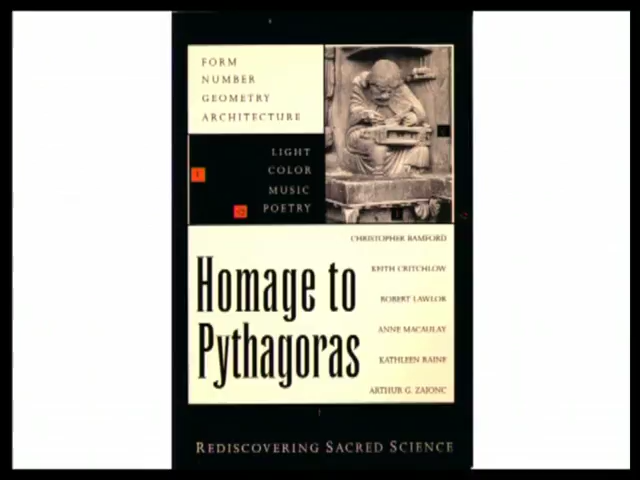 FORM
NUMBER
GEOMETRY
ARCHITECTURE
LIGHT
COLOR
MUSIC
POETRY
CHRISTOPHER BAMFORD
KEITH CRITCHLOW
ROBERT LAWLOR
ANNE MACAULAY
KATHLEEN RAINE
ARTHUR G. ZAJONC
Homage to
Pythagoras
REDISCOVERING SACRED SCIENCE